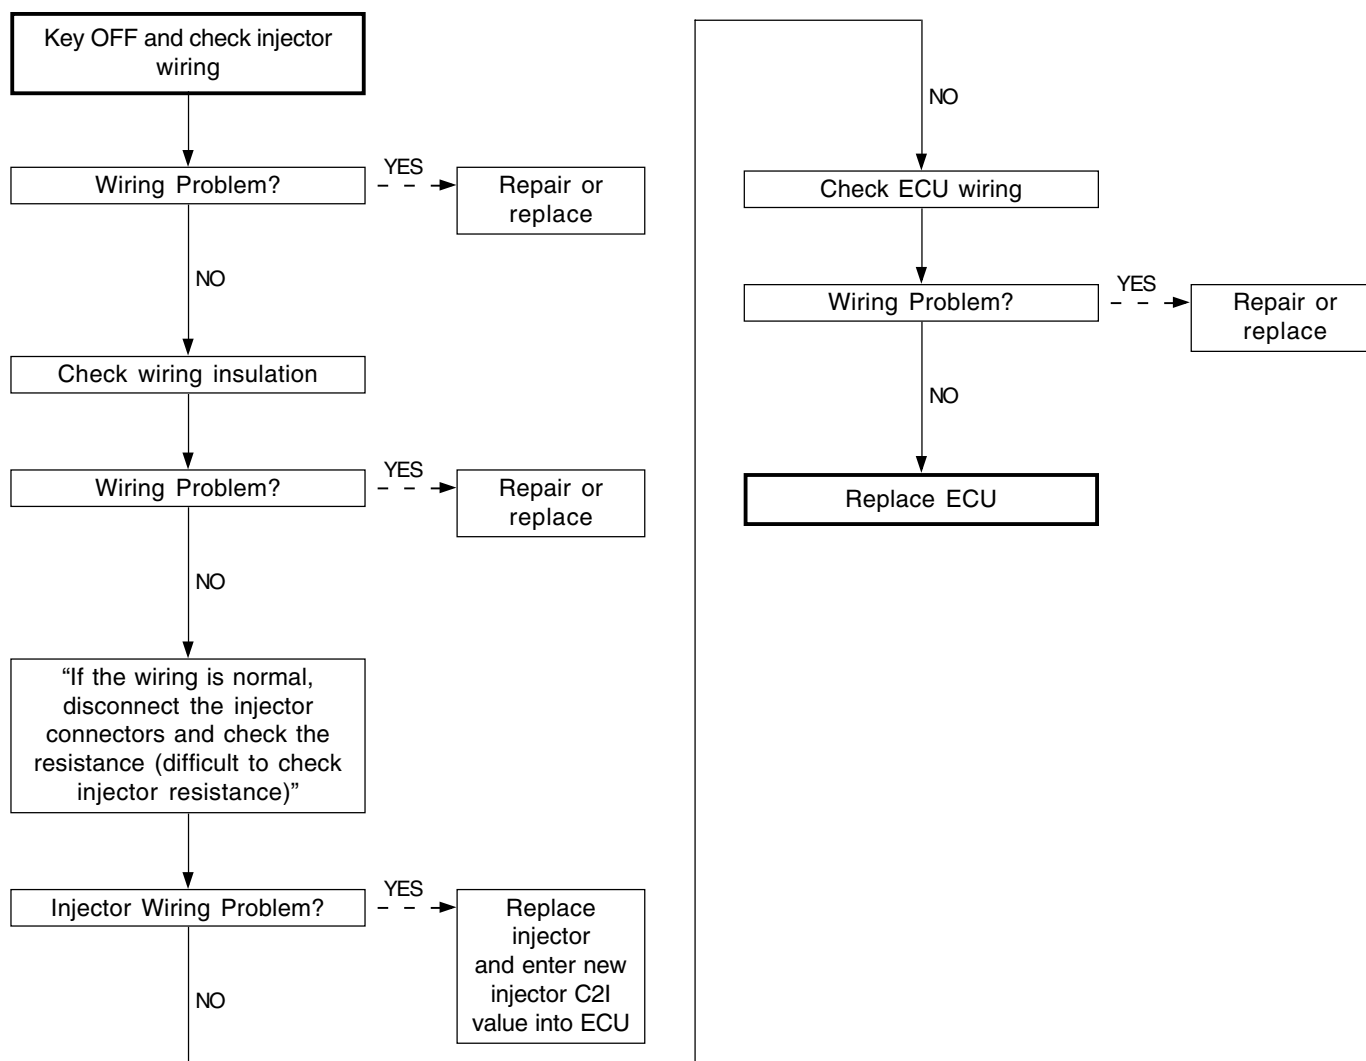 Key OFF and check injector
wiring
Wiring Problem?
YES
Repair or
replace
NO
Check wiring insulation
Wiring Problem?
YES
Repair or
replace
NO
“If the wiring is normal,
disconnect the injector
connectors and check the
resistance (difficult to check
injector resistance)”
Injector Wiring Problem?
YES
Replace
injector
and enter new
injector C2I
value into ECU
NO
NO
Check ECU wiring
Wiring Problem?
YES
Repair or
replace
NO
Replace ECU